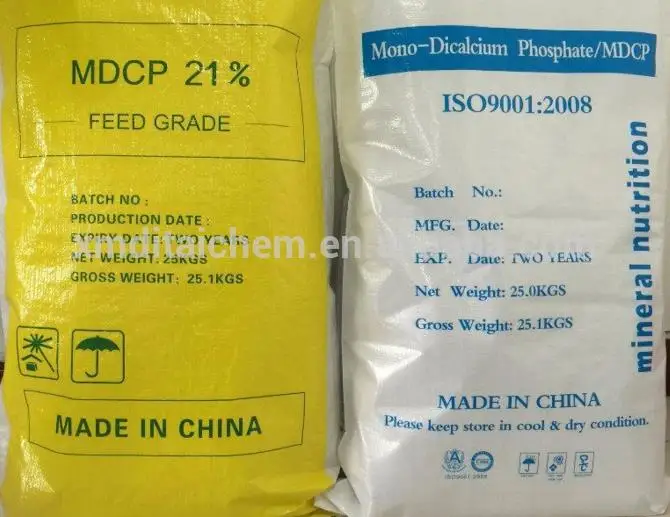 MDCP 21%
FEED GRADE
BATCH NO :
PRODUCTION DATE :
EXPIRY DATE: TWO YEARS
NET WEIGHT: 25KGS
GROSS WEIGHT: 25.1KGS
MADE IN CHINA
Mono-Dicalcium Phosphate/MDCP
ISO9001:2008
Batch No.:
MFG. Date:
EXP. Date: TWO YEARS
Net Weight: 25.0KGS
Gross Weight: 25.1KGS
mineral nutrition
MADE IN CHINA
Please keep store in cool & dry condition.
ISO9001:2008